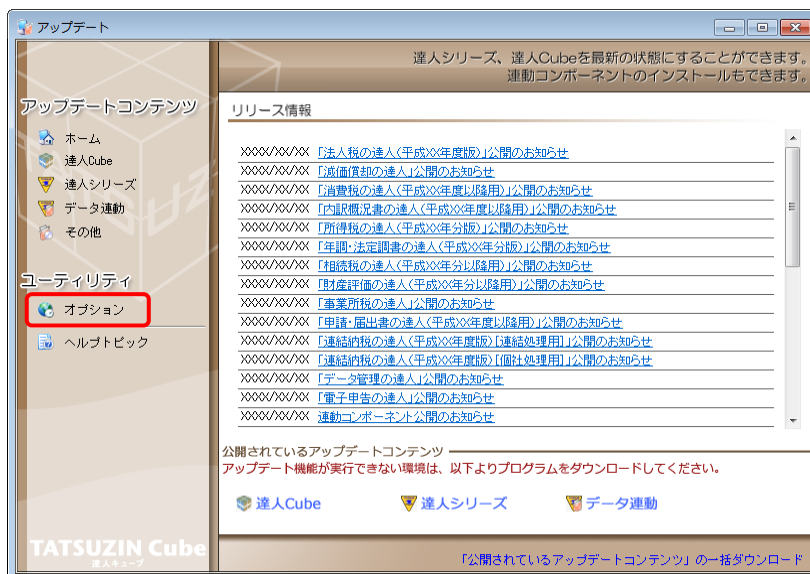 アップデート
達人シリーズ、達人Cubeを最新の状態にすることができます。
連動コンポーネントのインストールもできます。
アップデートコンテンツ
ホーム
達人Cube
達人シリーズ
データ連動
その他
ユーティリティ
オプション
ヘルプトピック
TATSUZIN Cube
達人キューブ
リリース情報
XXXX/XX/XX 「法人税の達人(平成XX年度版)」公開のお知らせ
XXXX/XX/XX 「減価償却の達人」公開のお知らせ
XXXX/XX/XX 「消費税の達人(平成XX年度以降用)」公開のお知らせ
XXXX/XX/XX 「内訳概況書の達人(平成XX年度以降用)」公開のお知らせ
XXXX/XX/XX 「所得税の達人(平成XX年分版)」公開のお知らせ
XXXX/XX/XX 「年調・法定調書の達人(平成XX年分版)」公開のお知らせ
XXXX/XX/XX 「相続税の達人(平成XX年分以降用)」公開のお知らせ
XXXX/XX/XX 「財産評価の達人(平成XX年分以降用)」公開のお知らせ
XXXX/XX/XX 「事業所税の達人」公開のお知らせ
XXXX/XX/XX 「申請・届出書の達人(平成XX年度以降用)」公開のお知らせ
XXXX/XX/XX 「連結納税の達人(平成XX年度版)[連結処理用]」公開のお知らせ
XXXX/XX/XX 「連結納税の達人(平成XX年度版)[個社処理用]」公開のお知らせ
XXXX/XX/XX 「データ管理の達人」公開のお知らせ
XXXX/XX/XX 「電子申告の達人」公開のお知らせ
XXXX/XX/XX 連動コンポーネント公開のお知らせ
公開されているアップデートコンテンツ
アップデート機能が実行できない環境は、以下よりプログラムをダウンロードしてください。
達人Cube
達人シリーズ
データ連動
「公開されているアップデートコンテンツ」の一括ダウンロード